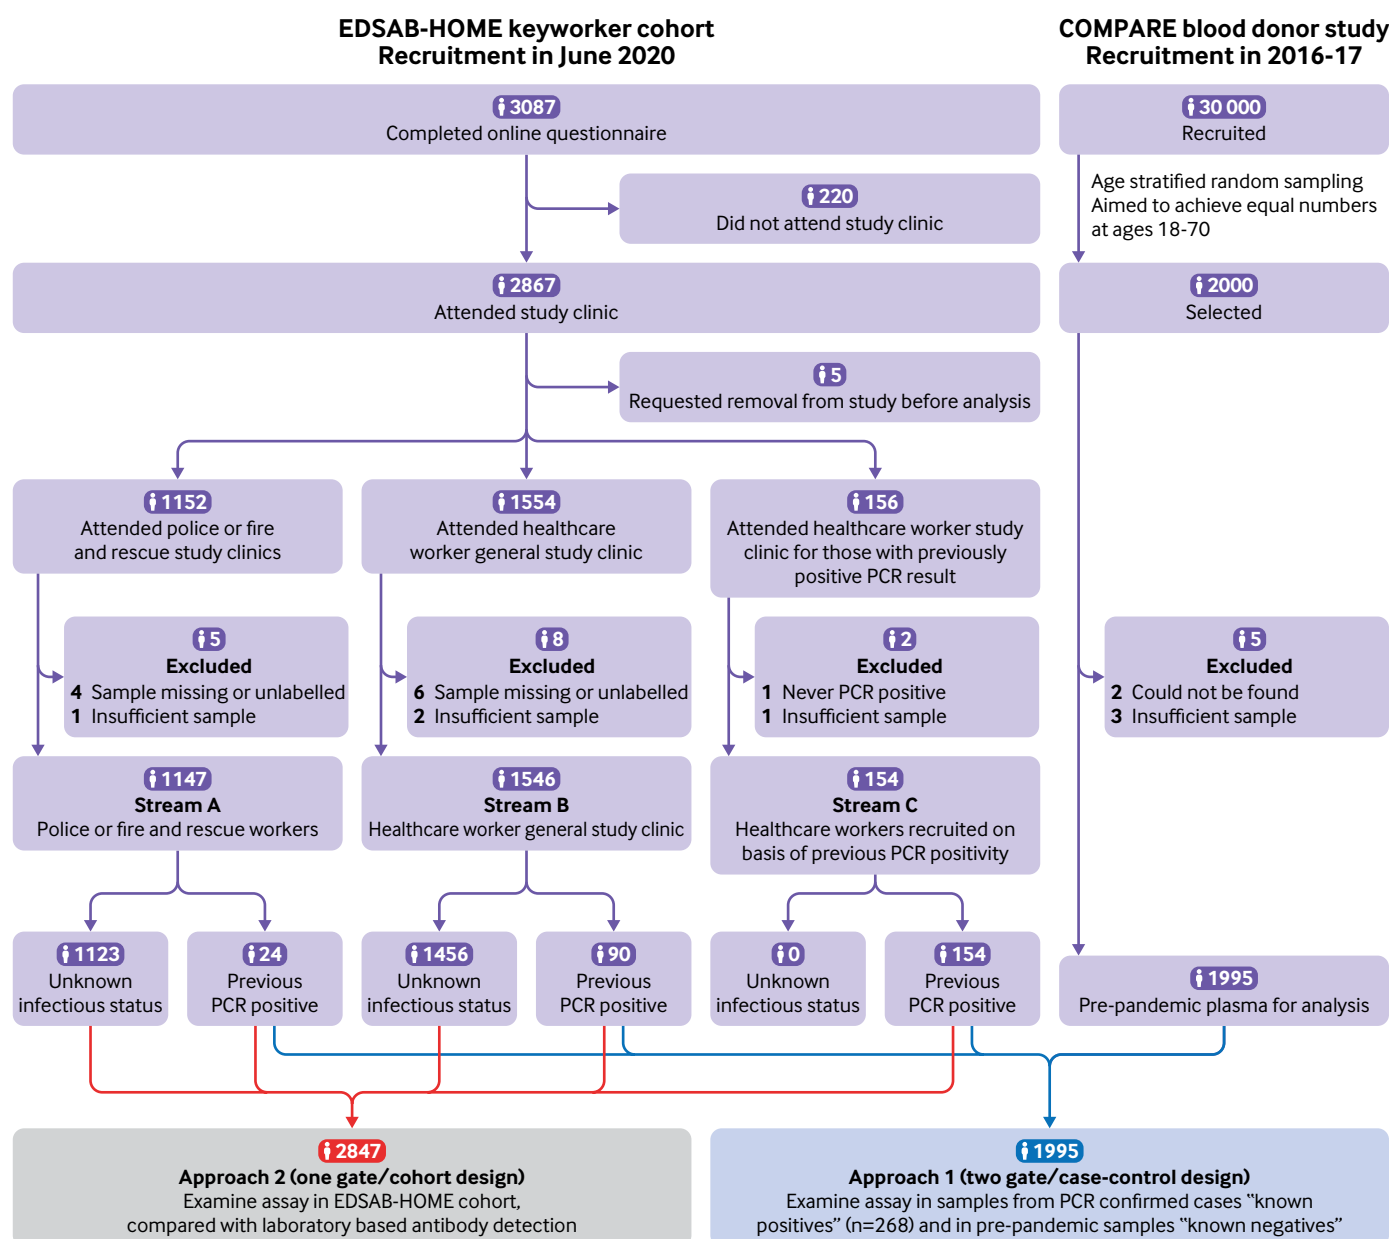 EDSAB-HOME keyworker cohort
Recruitment in June 2020
COMPARE blood donor study
Recruitment in 2016-17
3087
Completed online questionnaire
30 000
Recruited
220
Did not attend study clinic
Age stratified random sampling
Aimed to achieve equal numbers
at ages 18-70
2867
Attended study clinic
2000
Selected
5
Requested removal from study before analysis
1152
Attended police or fire
and rescue study clinics
1554
Attended healthcare
worker general study clinic
156
Attended healthcare worker study
clinic for those with previously
positive PCR result
5
Excluded
4 Sample missing or unlabelled
1 Insufficient sample
8
Excluded
6 Sample missing or unlabelled
2 Insufficient sample
2
Excluded
1 Never PCR positive
1 Insufficient sample
5
Excluded
2 Could not be found
3 Insufficient sample
1147
Stream A
Police or fire and rescue workers
1546
Stream B
Healthcare worker general study clinic
154
Stream C
Healthcare workers recruited on
basis of previous PCR positivity
1123
Unknown
infectious status
24
Previous
PCR positive
1456
Unknown
infectious status
90
Previous
PCR positive
0
Unknown
infectious status
154
Previous
PCR positive
1995
Pre-pandemic plasma for analysis
2847
Approach 2 (one gate/cohort design)
Examine assay in EDSAB-HOME cohort,
compared with laboratory based antibody detection
1995
Approach 1 (two gate/case-control design)
Examine assay in samples from PCR confirmed cases "known
positives" (n=268) and in pre-pandemic samples "known negatives"